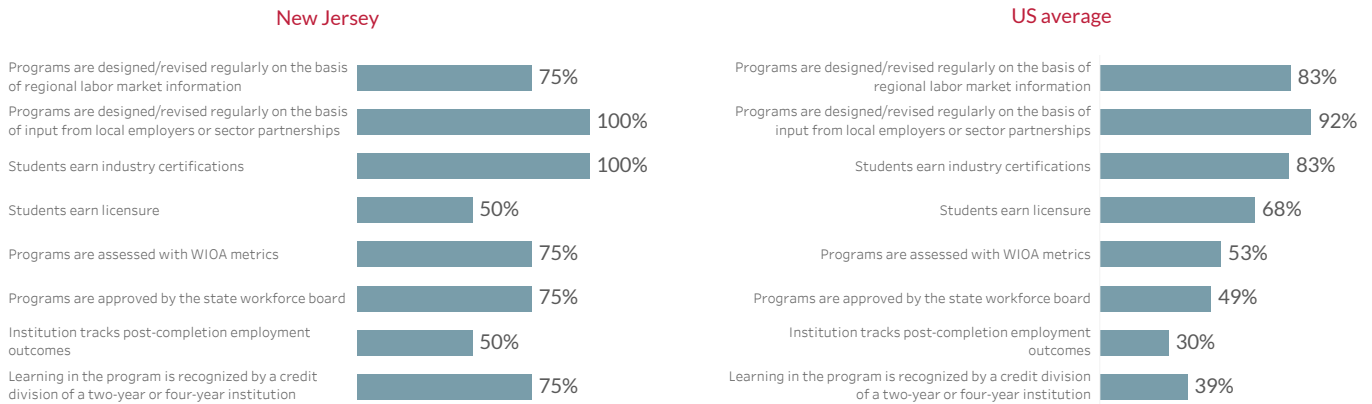 New Jersey
Programs are designed/revised regularly on the basis
of regional labor market information
75%
Programs are designed/revised regularly on the basis
of input from local employers or sector partnerships
100%
Students earn industry certifications
100%
Students earn licensure
50%
Programs are assessed with WIOA metrics
75%
Programs are approved by the state workforce board
75%
Institution tracks post-completion employment
outcomes
50%
Learning in the program is recognized by a credit
division of a two-year or four-year institution
75%
US average
Programs are designed/revised regularly on the basis of
regional labor market information
83%
Programs are designed/revised regularly on the basis of
input from local employers or sector partnerships
92%
Students earn industry certifications
83%
Students earn licensure
68%
Programs are assessed with WIOA metrics
53%
Programs are approved by the state workforce board
49%
Institution tracks post-completion employment
outcomes
30%
Learning in the program is recognized by a credit division
of a two-year or four-year institution
39%